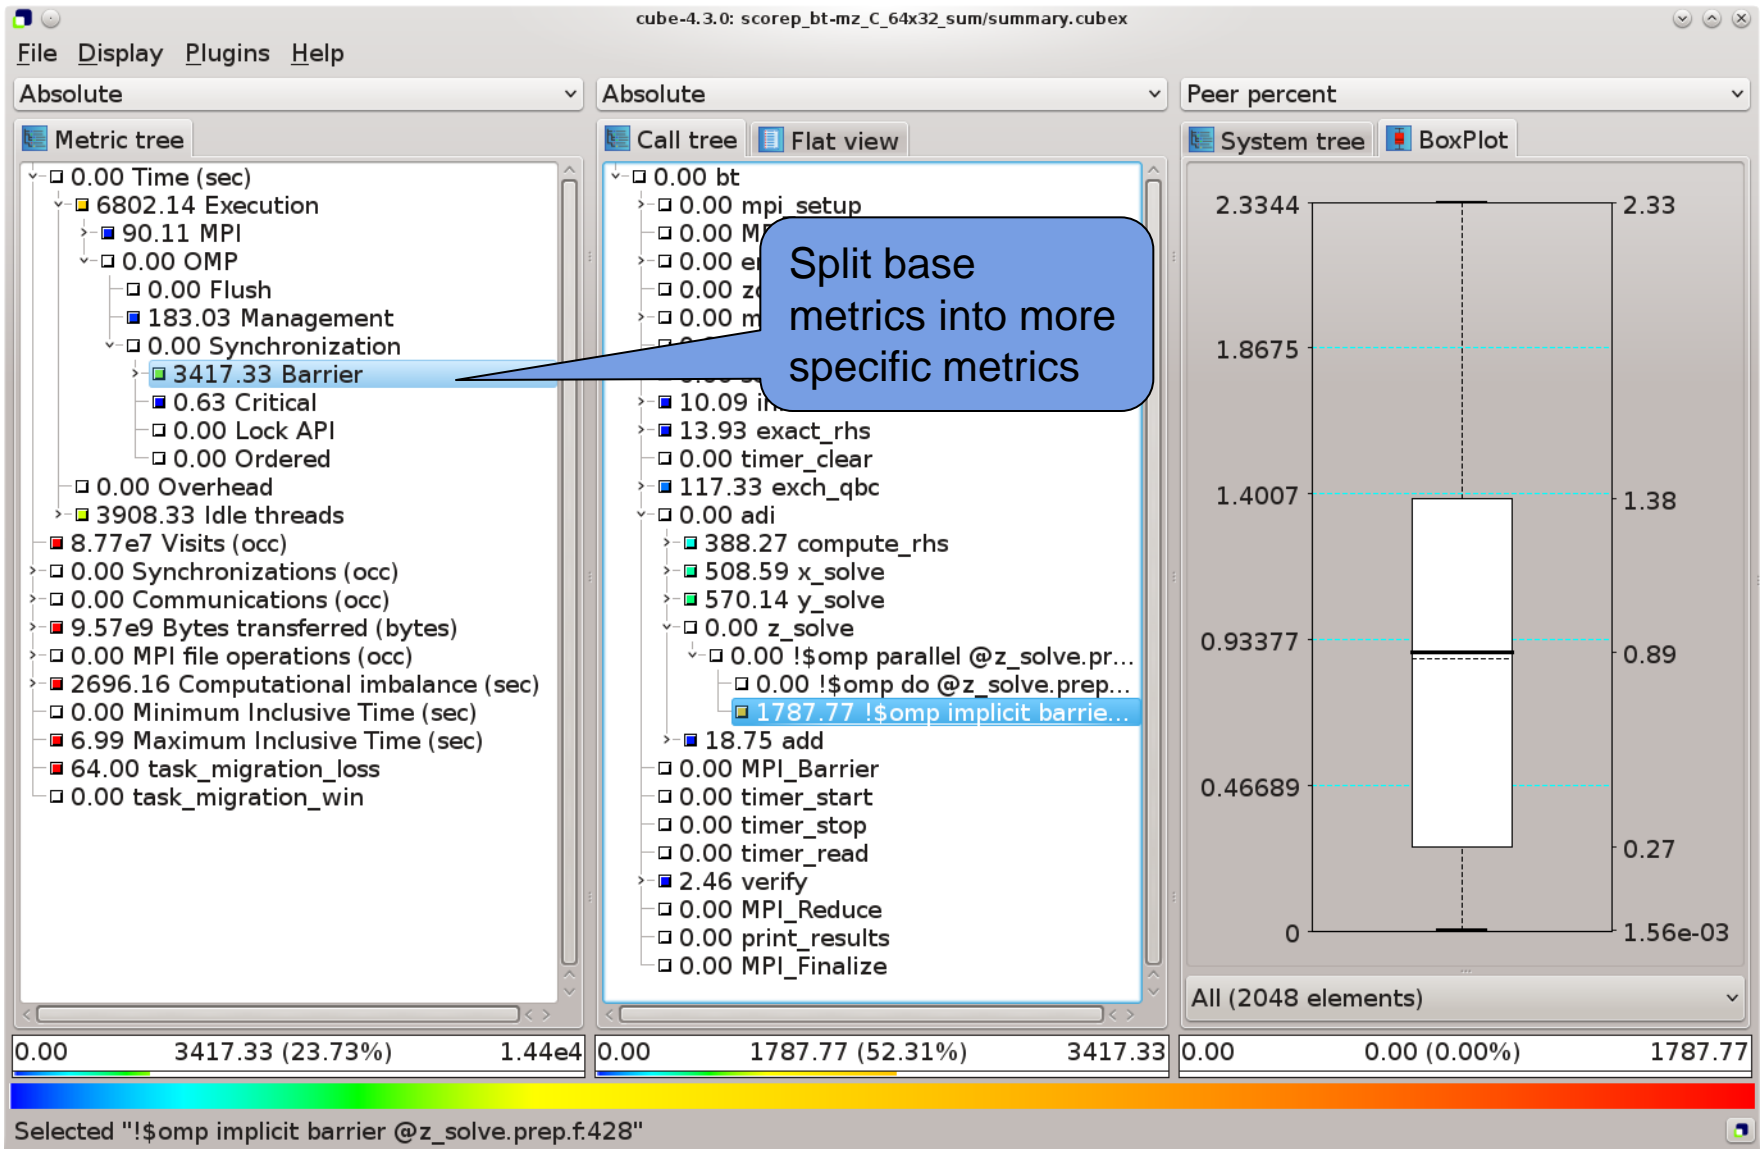 cube-4.3.0: scorep_bt-mz_C_64x32_sum/summary.cubex
File Display Plugins Help
Absolute
Metric tree
0.00 Time (sec)
6802.14 Execution
90.11 MPI
0.00 OMP
0.00 Flush
183.03 Management
0.00 Synchronization
3417.33 Barrier
0.63 Critical
0.00 Lock API
0.00 Ordered
0.00 Overhead
3908.33 Idle threads
8.77e7 Visits (occ)
0.00 Synchronizations (occ)
0.00 Communications (occ)
9.57e9 Bytes transferred (bytes)
0.00 MPI file operations (occ)
2696.16 Computational imbalance (sec)
0.00 Minimum Inclusive Time (sec)
6.99 Maximum Inclusive Time (sec)
64.00 task_migration_loss
0.00 task_migration_win
0.00 3417.33 (23.73%) 1.44e4
Absolute
Call tree Flat view
0.00 bt
0.00 mpi_setup
0.00
0.00
0.00
0.00
Split base
metrics into more
specific metrics
10.09
13.93 exact_rhs
0.00 timer_clear
117.33 exch_qbc
0.00 adi
388.27 compute_rhs
508.59 x_solve
570.14 y_solve
0.00 z_solve
0.00 !$omp parallel @z_solve.pr...
0.00 !$omp do @z_solve.prep...
1787.77 !$omp implicit barrie...
18.75 add
0.00 MPI_Barrier
0.00 timer_start
0.00 timer_stop
0.00 timer_read
2.46 verify
0.00 MPI_Reduce
0.00 print_results
0.00 MPI_Finalize
0.00 1787.77 (52.31%) 3417.33
Peer percent
System tree BoxPlot
2.3344 2.33
1.8675
1.4007 1.38
0.93377 0.89
0.46689
0.27
0 1.56e-03
All (2048 elements)
0.00 0.00 (0.00%) 1787.77
Selected "!$omp implicit barrier @z_solve.prep.f:428"